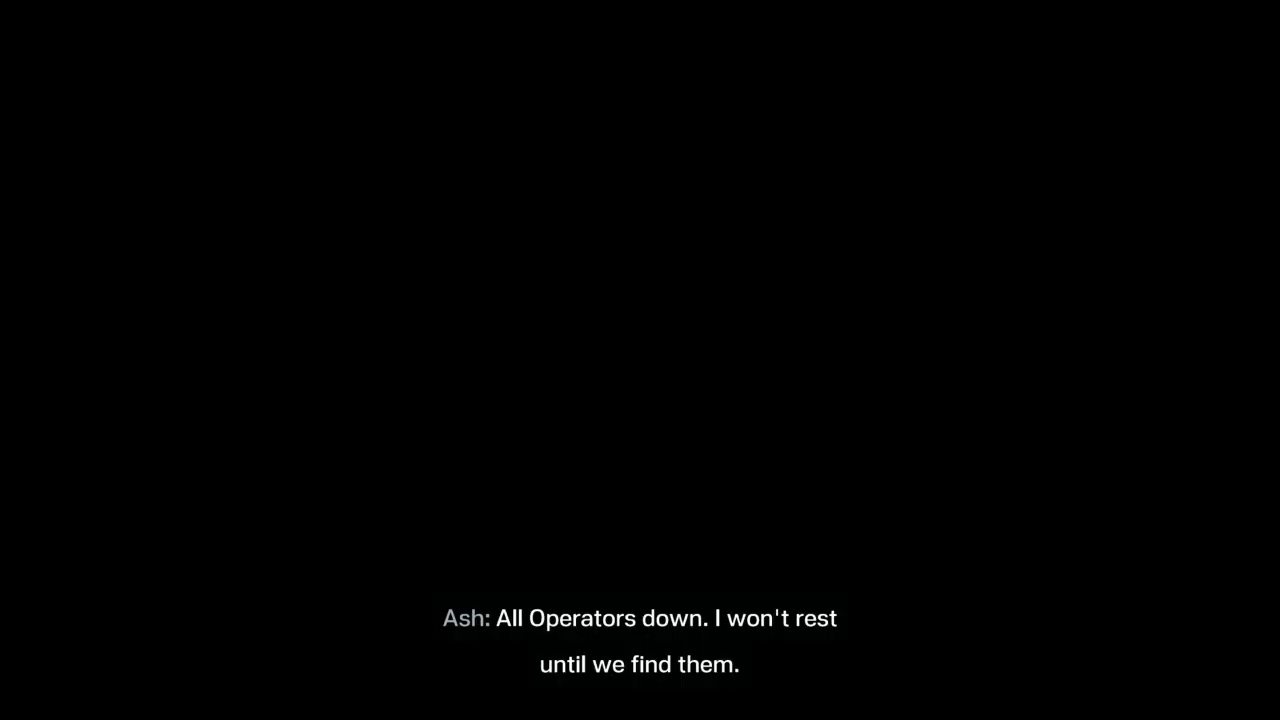 Ash: All Operators down. I won't rest
until we find them.